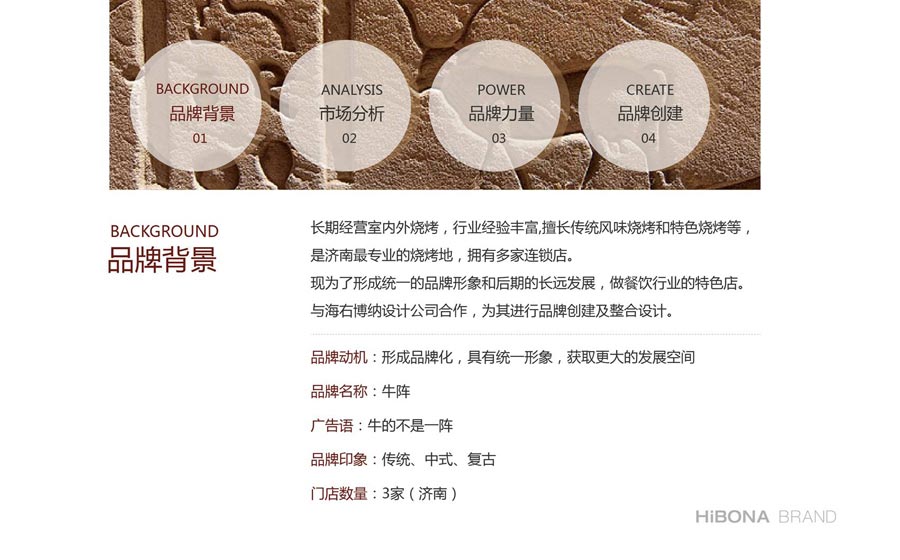 BACKGROUND
品牌背景
01
ANALYSIS
市场分析
02
POWER
品牌力量
03
CREATE
品牌创建
04
BACKGROUND
品牌背景
长期经营室内外烧烤，行业经验丰富,擅长传统风味烧烤和特色烧烤等，
是济南最专业的烧烤地，拥有多家连锁店。
现为了形成统一的品牌形象和后期的长远发展，做餐饮行业的特色店。
与海右博纳设计公司合作，为其进行品牌创建及整合设计。
品牌动机：形成品牌化，具有统一形象，获取更大的发展空间
品牌名称：牛阵
广告语：牛的不是一阵
品牌印象：传统、中式、复古
门店数量：3家（济南）
HiBONA BRAND